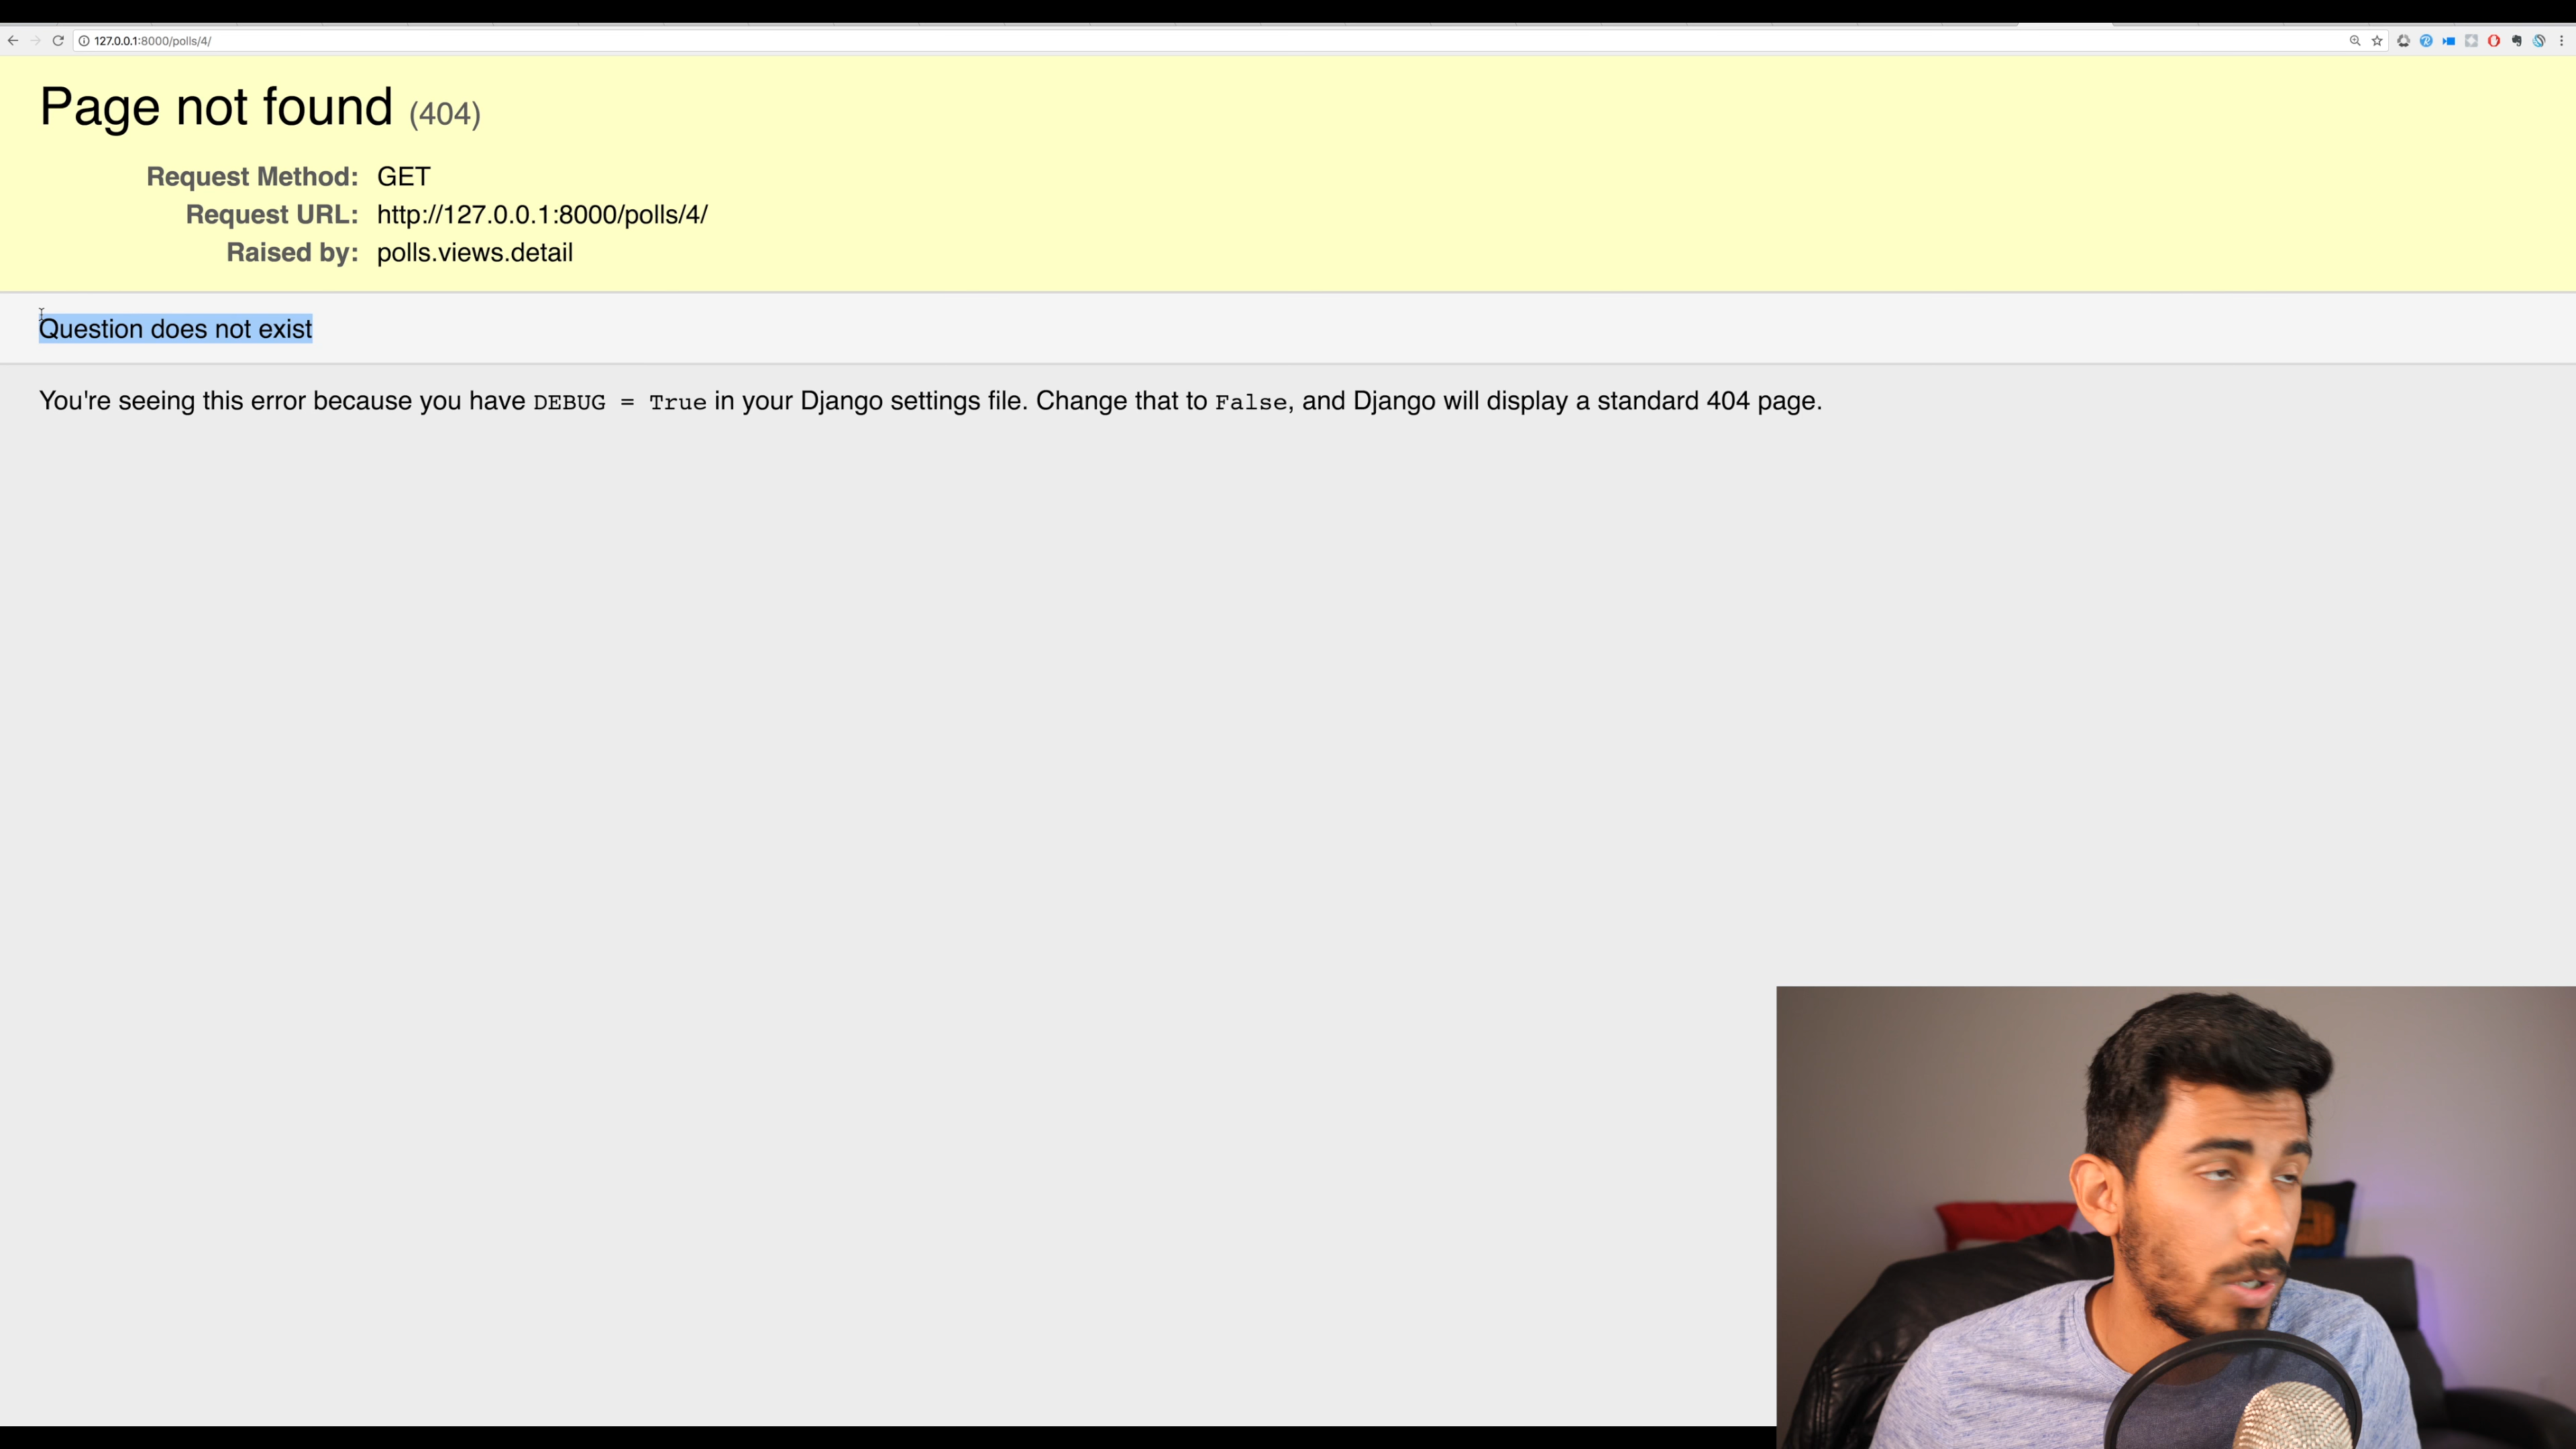 127.0.0.1:8000/polls/4/
Page not found (404)
Request Method: GET
Request URL: http://127.0.0.1:8000/polls/4/
Raised by: polls.views.detail
Question does not exist
You're seeing this error because you have DEBUG = True in your Django settings file. Change that to False, and Django will display a standard 404 page.